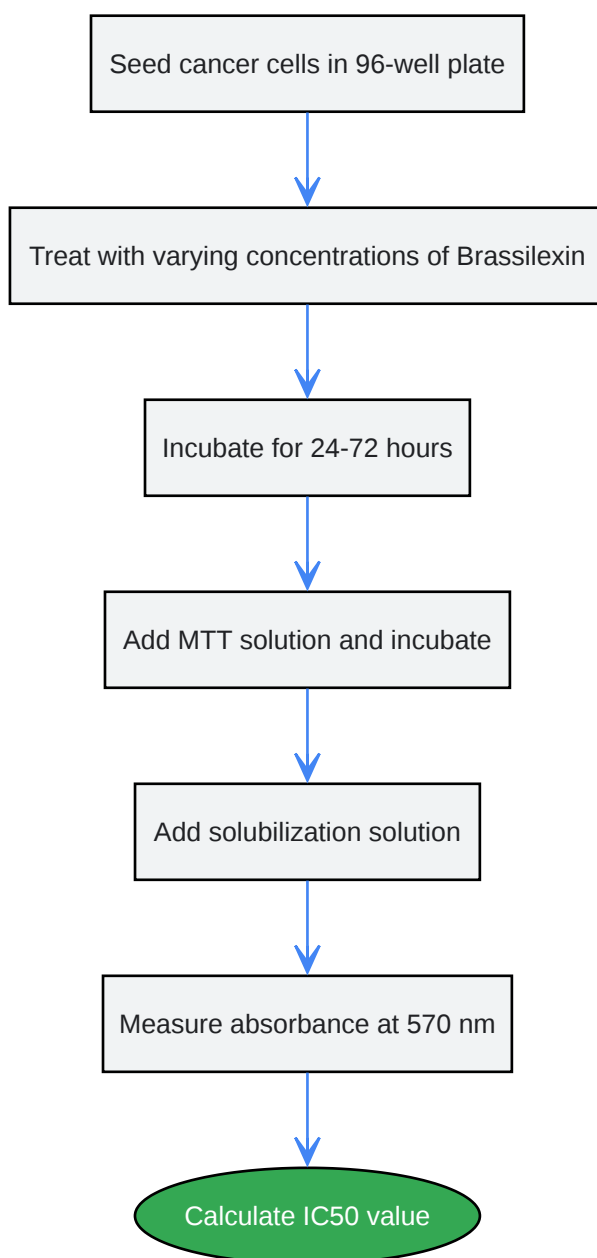 Seed cancer cells in 96-well plate
Treat with varying concentrations of Brassilexin
Incubate for 24-72 hours
Add MTT solution and incubate
Add solubilization solution
Measure absorbance at 570 nm
Calculate IC50 value